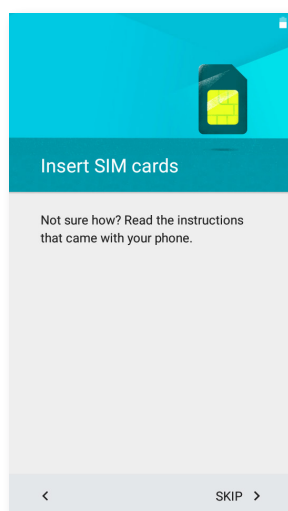 Insert SIM cards
Not sure how? Read the instructions
that came with your phone.
SKIP